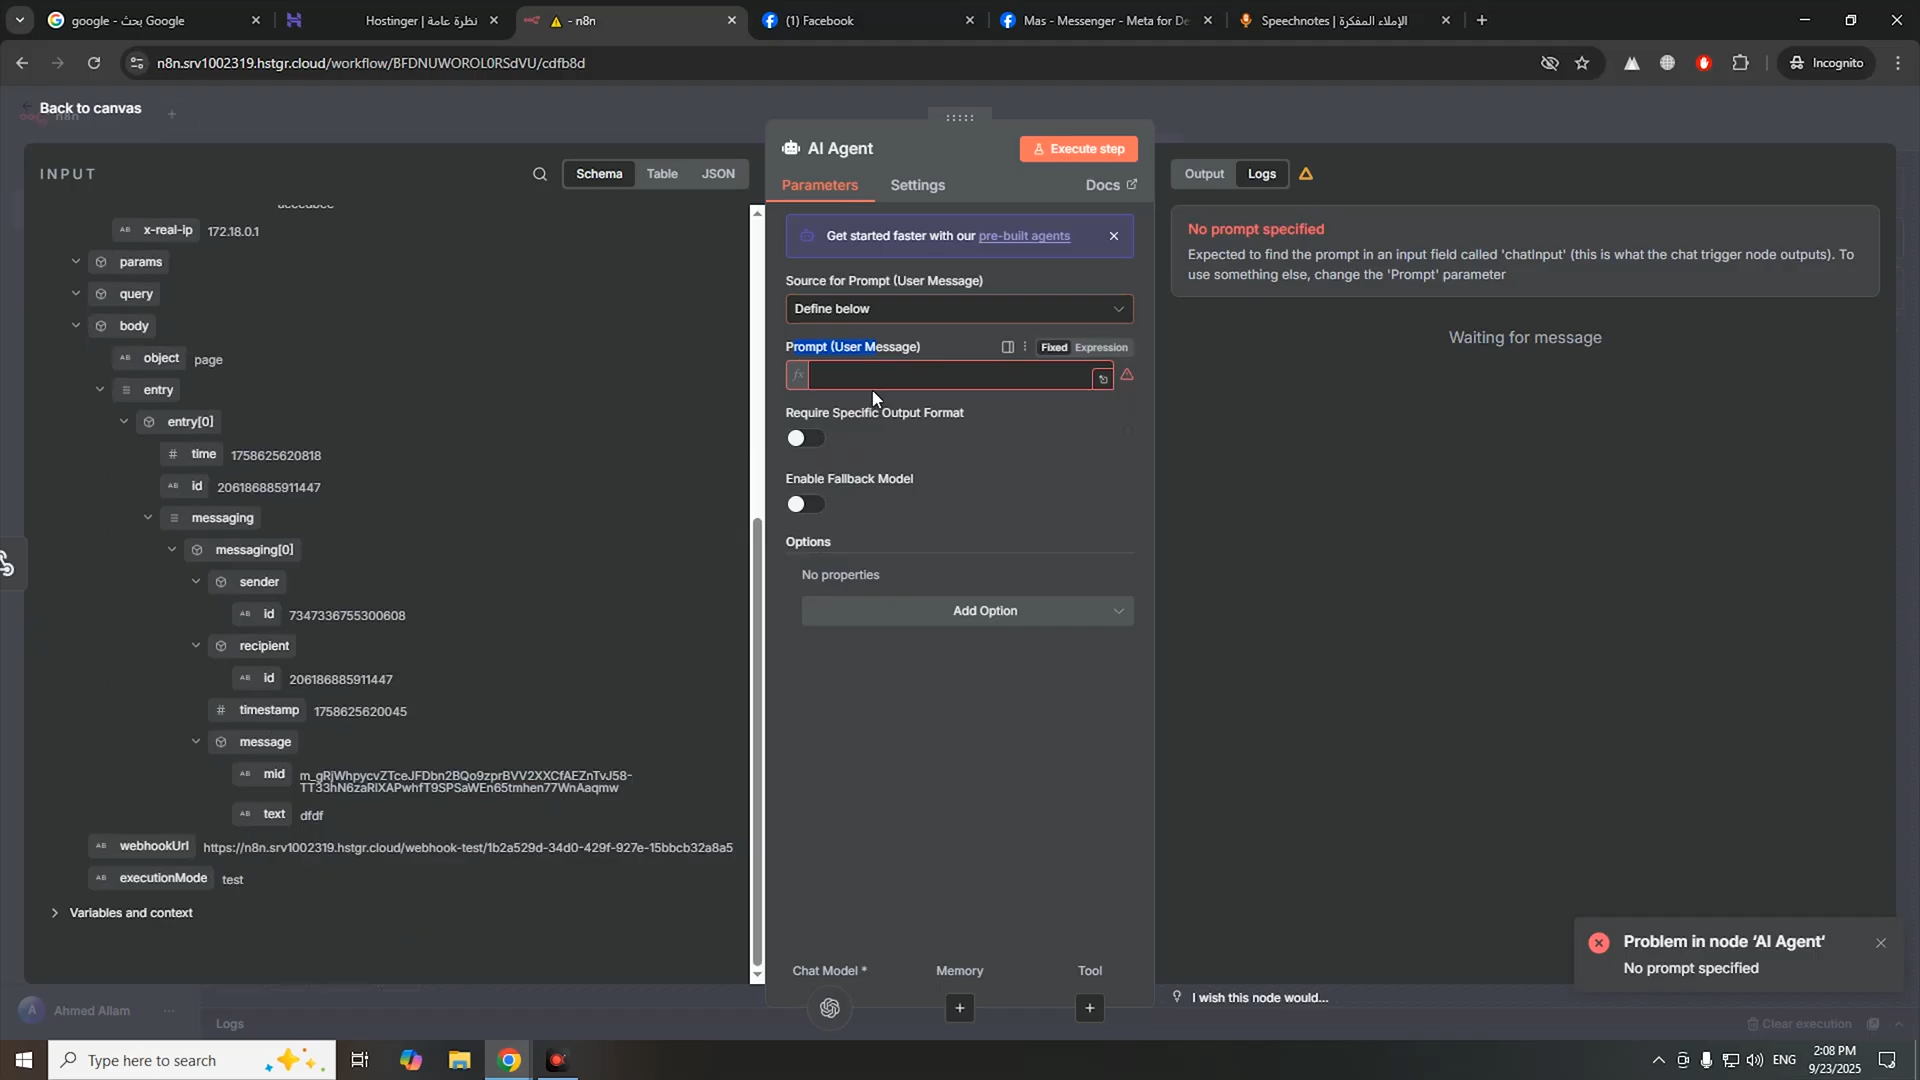 google - بحث Google
Hostinger | نظرة عامة
- n8n
(1) Facebook
Mas - Messenger - Meta for De
Speechnotes | الإملاء المفكرة
n8n.srv1002319.hstgr.cloud/workflow/BFDNUWOROL0RSdVU/cdfb8d
Incognito
Back to canvas
n8n
INPUT
Schema
Table
JSON
x-real-ip 172.18.0.1
params
query
body
object page
entry
entry[0]
time 1758625620818
id 206186885911447
messaging
messaging[0]
sender
id 7347336755300608
recipient
id 206186885911447
timestamp 1758625620045
message
mid m_gRjWhpycvZTceJFDbn2BQo9zprBVV2XXCfAEZnTvJ58-
TT33hN6zaRlXAPwhfT9SPSaWEn65tmhen77WnAaqmw
text dfdf
webhookUrl https://n8n.srv1002319.hstgr.cloud/webhook-test/1b2a529d-34d0-429f-927e-15bbcb32a8a5
executionMode test
Variables and context
AI Agent
Execute step
Parameters
Settings
Docs
Get started faster with our pre-built agents
Source for Prompt (User Message)
Define below
Prompt (User Message)
Fixed Expression
fx
Require Specific Output Format
Enable Fallback Model
Options
No properties
Add Option
Chat Model *
Memory
Tool
Output
Logs
No prompt specified
Expected to find the prompt in an input field called 'chatInput' (this is what the chat trigger node outputs). To
use something else, change the 'Prompt' parameter
Waiting for message
I wish this node would...
Problem in node 'AI Agent'
No prompt specified
A
Ahmed Allam
Logs
Clear execution
Type here to search
ENG
2:08 PM
9/23/2025